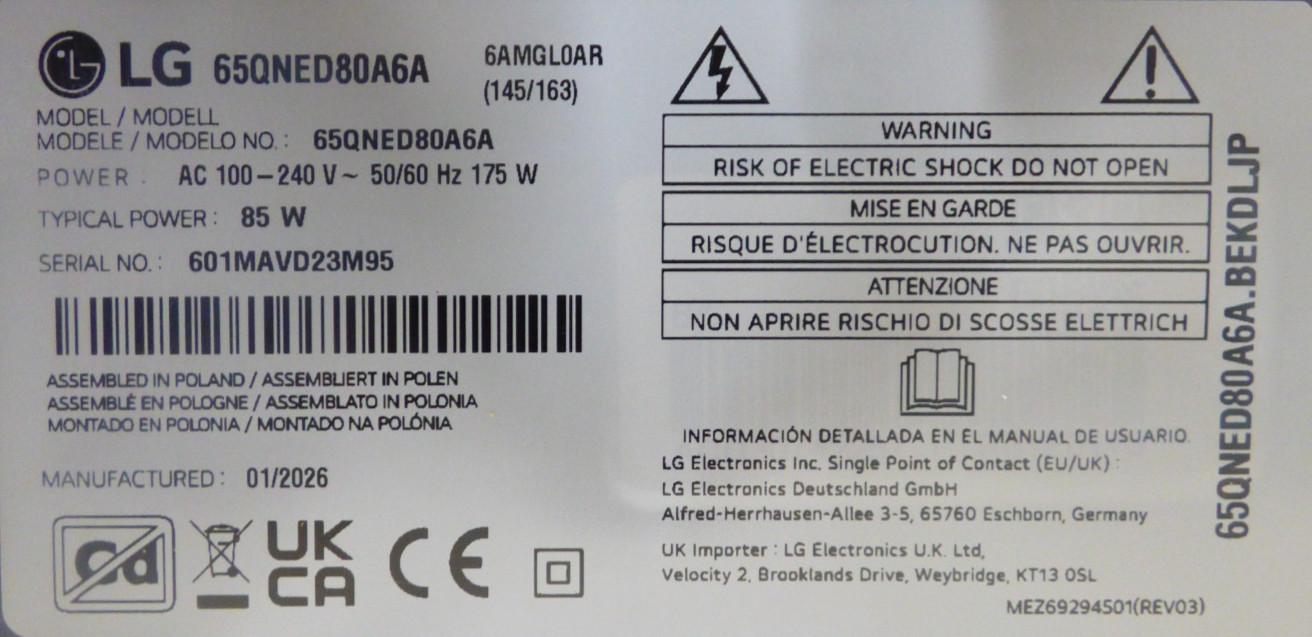 LG 65QNED80A6A 6AMGL0AR
(145/163)
MODEL / MODELL
MODELE / MODELO NO. : 65QNED80A6A
POWER : AC 100–240 V~ 50/60 Hz 175 W
TYPICAL POWER : 85 W
SERIAL NO. : 601MAVD23M95
ASSEMBLED IN POLAND / ASSEMBLIERT IN POLEN
ASSEMBLÉ EN POLOGNE / ASSEMBLATO IN POLONIA
MONTADO EN POLONIA / MONTADO NA POLÓNIA
MANUFACTURED : 01/2026
Cd
UK
CA
CE
WARNING
RISK OF ELECTRIC SHOCK DO NOT OPEN
MISE EN GARDE
RISQUE D'ÉLECTROCUTION. NE PAS OUVRIR.
ATTENZIONE
NON APRIRE RISCHIO DI SCOSSE ELETTRICH
INFORMACIÓN DETALLADA EN EL MANUAL DE USUARIO.
LG Electronics Inc. Single Point of Contact (EU/UK) :
LG Electronics Deutschland GmbH
Alfred-Herrhausen-Allee 3-5, 65760 Eschborn, Germany
UK Importer : LG Electronics U.K. Ltd,
Velocity 2, Brooklands Drive, Weybridge, KT13 0SL
MEZ69294501(REV03)
65QNED80A6A.BEKDLJP